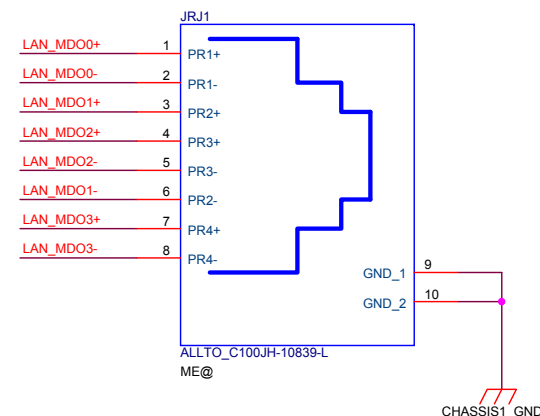 JRJ1
LAN_MDO0+ 1 PR1+
LAN_MDO0- 2 PR1-
LAN_MDO1+ 3 PR2+
LAN_MDO2+ 4 PR3+
LAN_MDO2- 5 PR3-
LAN_MDO1- 6 PR2-
LAN_MDO3+ 7 PR4+
LAN_MDO3- 8 PR4-
GND_1 9
GND_2 10
ALLTO_C100JH-10839-L
ME@
CHASSIS1_GND